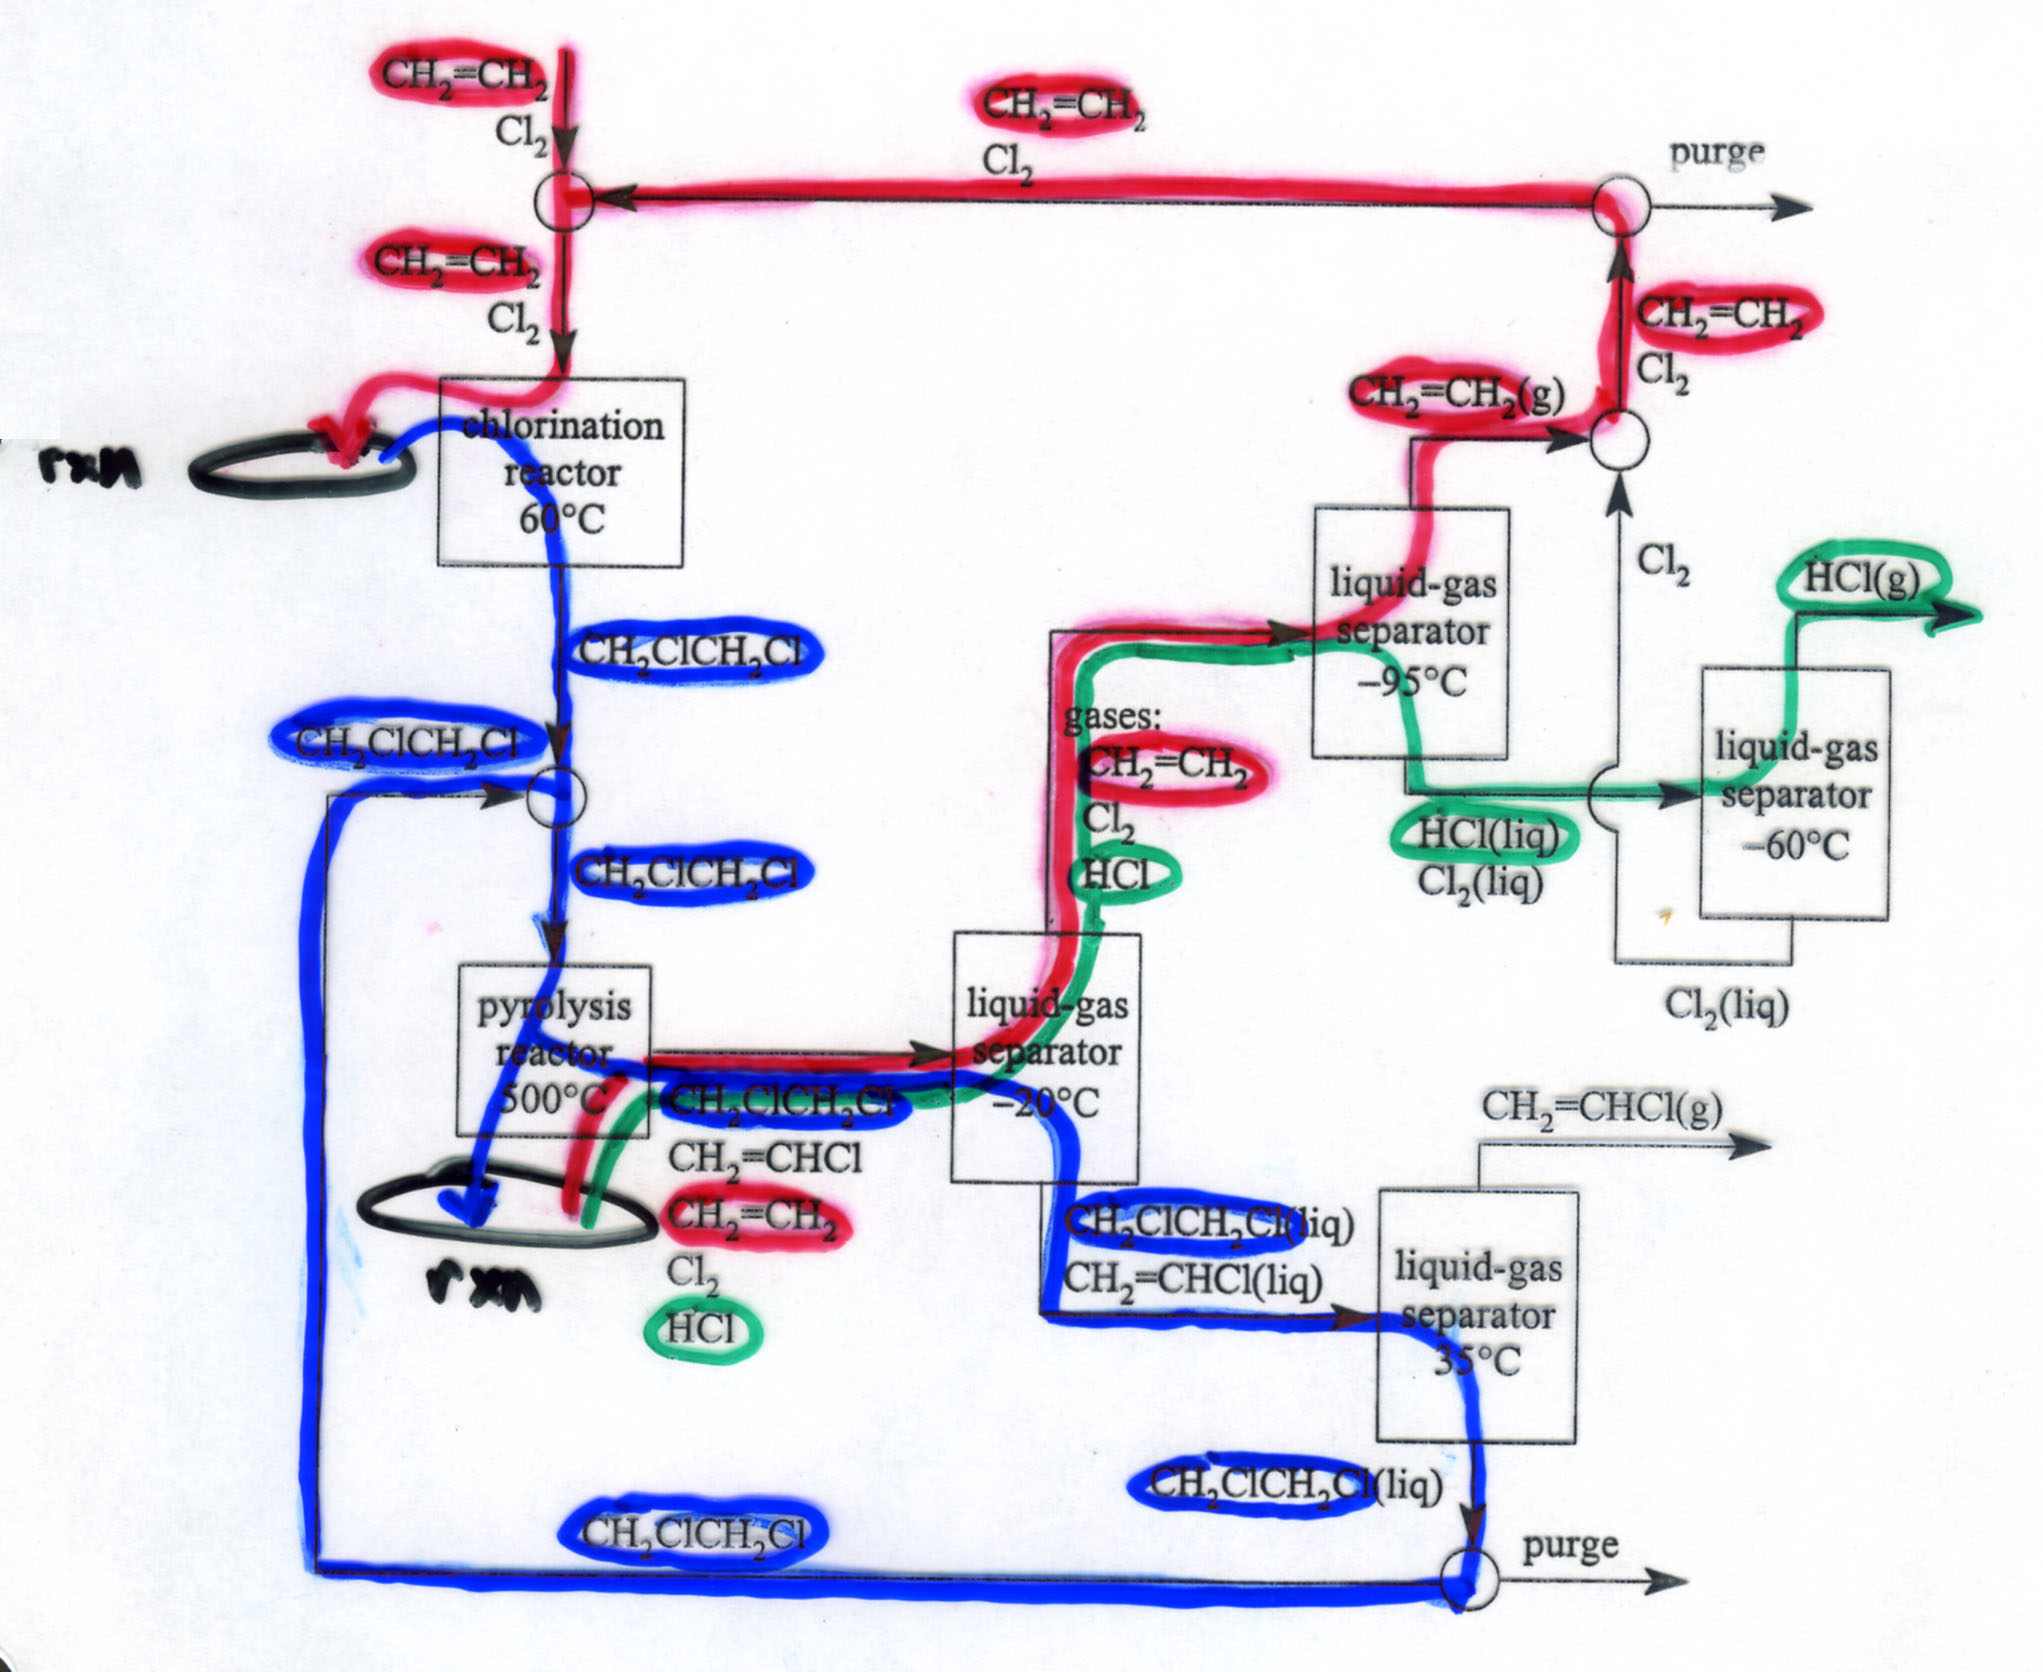 CH₂=CH₂
Cl₂
CH₂=CH₂
Cl₂
purge
CH₂=CH₂
Cl₂
CH₂=CH₂
Cl₂
CH₂=CH₂(g)
chlorination
reactor
60°C
rxn
liquid-gas
separator
−95°C
Cl₂
HCl(g)
CH₂ClCH₂Cl
CH₂ClCH₂Cl
gases:
CH₂=CH₂
Cl₂
HCl
HCl(liq)
Cl₂(liq)
liquid-gas
separator
−60°C
CH₂ClCH₂Cl
Cl₂(liq)
pyrolysis
reactor
500°C
liquid-gas
separator
−20°C
CH₂ClCH₂Cl
CH₂=CHCl
CH₂=CH₂
Cl₂
HCl
rxn
CH₂=CHCl(g)
CH₂ClCH₂Cl(liq)
CH₂=CHCl(liq)
liquid-gas
separator
35°C
CH₂ClCH₂Cl(liq)
CH₂ClCH₂Cl
purge